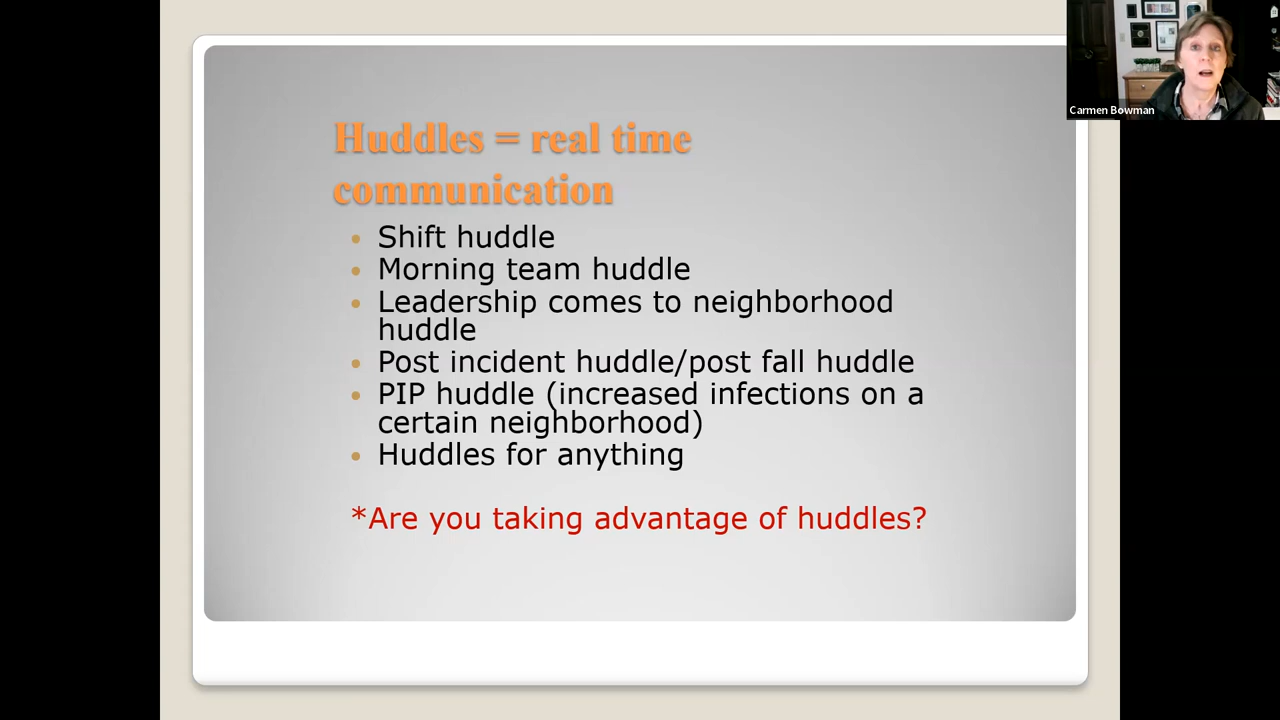 Huddles = real time
communication
• Shift huddle
• Morning team huddle
• Leadership comes to neighborhood
huddle
• Post incident huddle/post fall huddle
• PIP huddle (increased infections on a
certain neighborhood)
• Huddles for anything
*Are you taking advantage of huddles?
Carmen Bowman